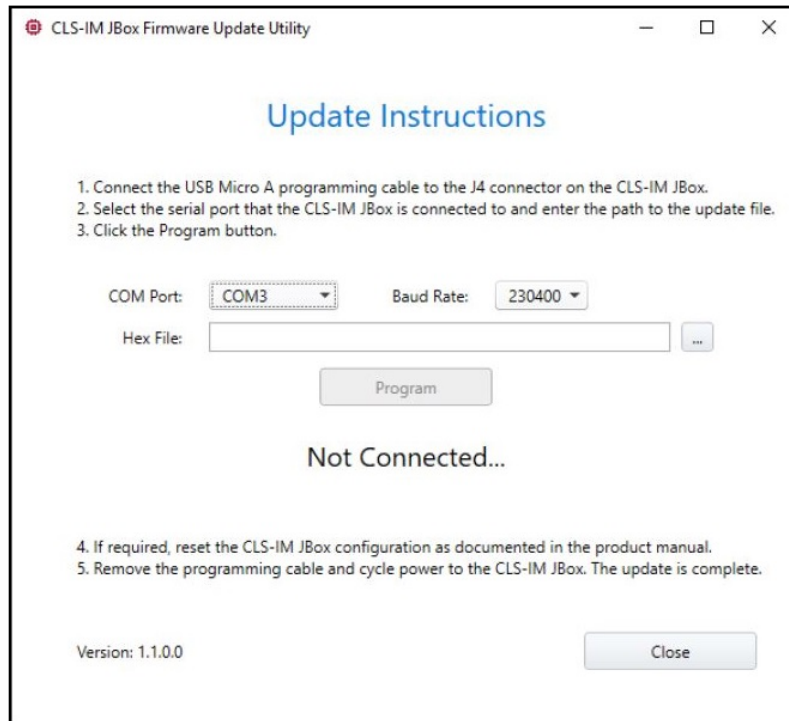 CLS-IM JBox Firmware Update Utility
Update Instructions
1. Connect the USB Micro A programming cable to the J4 connector on the CLS-IM JBox.
2. Select the serial port that the CLS-IM JBox is connected to and enter the path to the update file.
3. Click the Program button.
COM Port: COM3 Baud Rate: 230400
Hex File: ...
Program
Not Connected...
4. If required, reset the CLS-IM JBox configuration as documented in the product manual.
5. Remove the programming cable and cycle power to the CLS-IM JBox. The update is complete.
Version: 1.1.0.0 Close